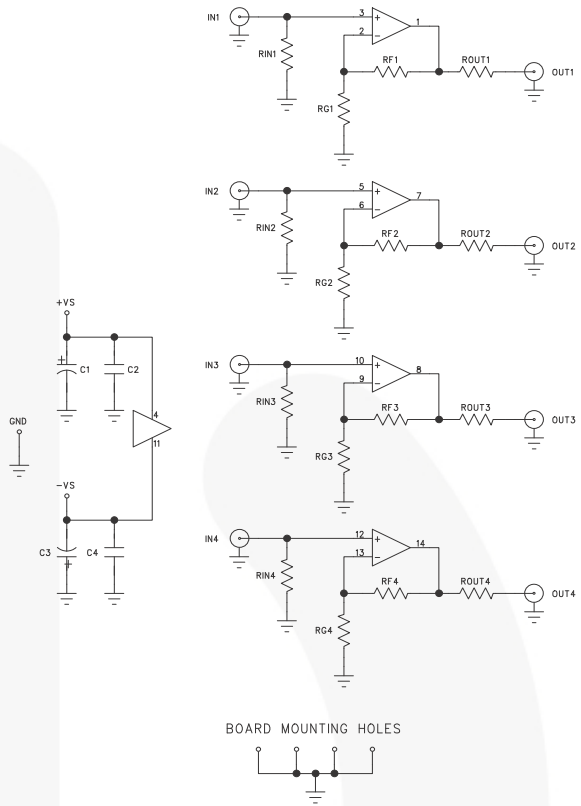 IN1
3
+
1
2
−
RIN1
RF1
ROUT1
OUT1
RG1
IN2
5
+
7
6
−
RIN2
RF2
ROUT2
OUT2
RG2
+VS
+
C1
C2
4
11
GND
−VS
C3
+
C4
IN3
10
+
8
9
−
RIN3
RF3
ROUT3
OUT3
RG3
IN4
12
+
14
13
−
RIN4
RF4
ROUT4
OUT4
RG4
BOARD MOUNTING HOLES